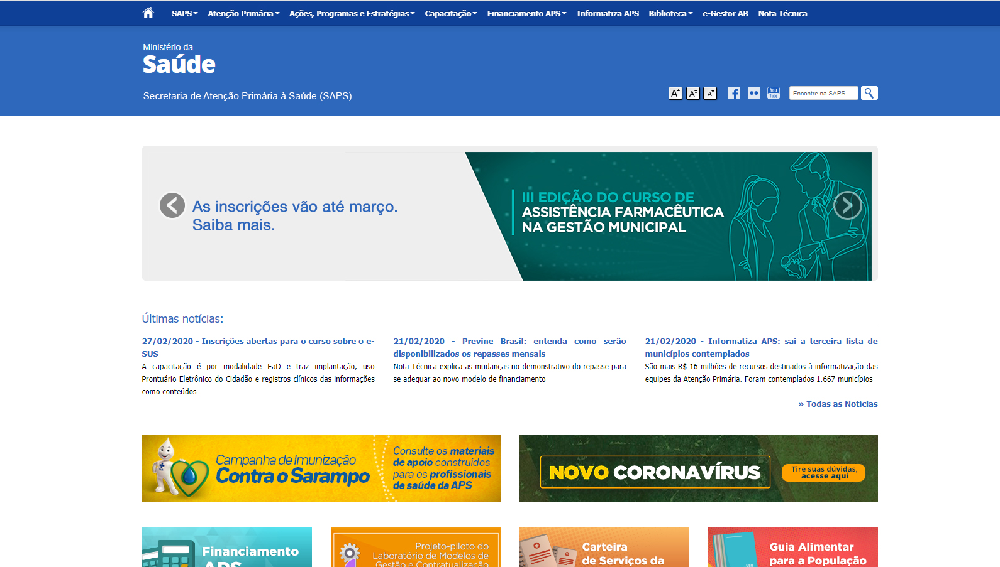 SAPS
Atenção Primária
Ações, Programas e Estratégias
Capacitação
Financiamento APS
Informatiza APS
Biblioteca
e-Gestor AB
Nota Técnica
Ministério da
Saúde
Secretaria de Atenção Primária à Saúde (SAPS)
A
A
A
You
Tube
Encontre na SAPS
As inscrições vão até março.
Saiba mais.
III EDIÇÃO DO CURSO DE
ASSISTÊNCIA FARMACÊUTICA
NA GESTÃO MUNICIPAL
Últimas notícias:
27/02/2020 - Inscrições abertas para o curso sobre o e-
SUS
A capacitação é por modalidade EaD e traz implantação, uso
Prontuário Eletrônico do Cidadão e registros clínicos das informações
como conteúdos
21/02/2020 - Previne Brasil: entenda como serão
disponibilizados os repasses mensais
Nota Técnica explica as mudanças no demonstrativo do repasse para
se adequar ao novo modelo de financiamento
21/02/2020 - Informatiza APS: sai a terceira lista de
municípios contemplados
São mais R$ 16 milhões de recursos destinados à informatização das
equipes da Atenção Primária. Foram contemplados 1.667 municípios
» Todas as Notícias
Campanha de Imunização
Contra o Sarampo
Consulte os materiais
de apoio construídos
para os profissionais
de saúde da APS
NOVO CORONAVÍRUS
Tire suas dúvidas,
acesse aqui
Financiamento
APS
Projeto-piloto do
Laboratório de Modelos de
Gestão e Contratualização
Carteira
de Serviços da
Guia Alimentar
para a População